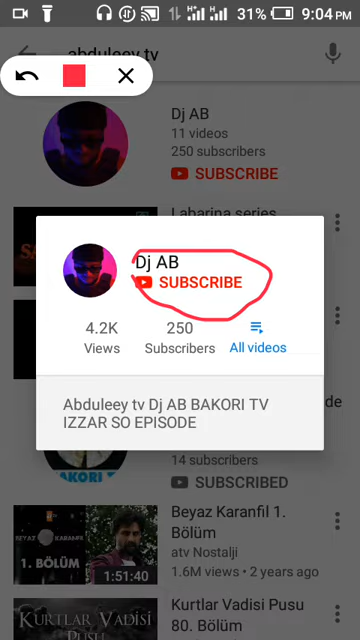 31% 9:04 PM
abduleey tv
Dj AB
11 videos
250 subscribers
SUBSCRIBE
Labarina series
Dj AB
SUBSCRIBE
4.2K 250
Views Subscribers All videos
Abduleey tv Dj AB BAKORI TV
IZZAR SO EPISODE
de
14 subscribers
SUBSCRIBED
Beyaz Karanfil 1.
Bölüm
atv Nostalji
1.6M views • 2 years ago
BEYAZ KARANFİL
1. BÖLÜM
1:51:40
Kurtlar Vadisi Pusu
80. Bölüm
KURTLAR VADİSİ
PUSU